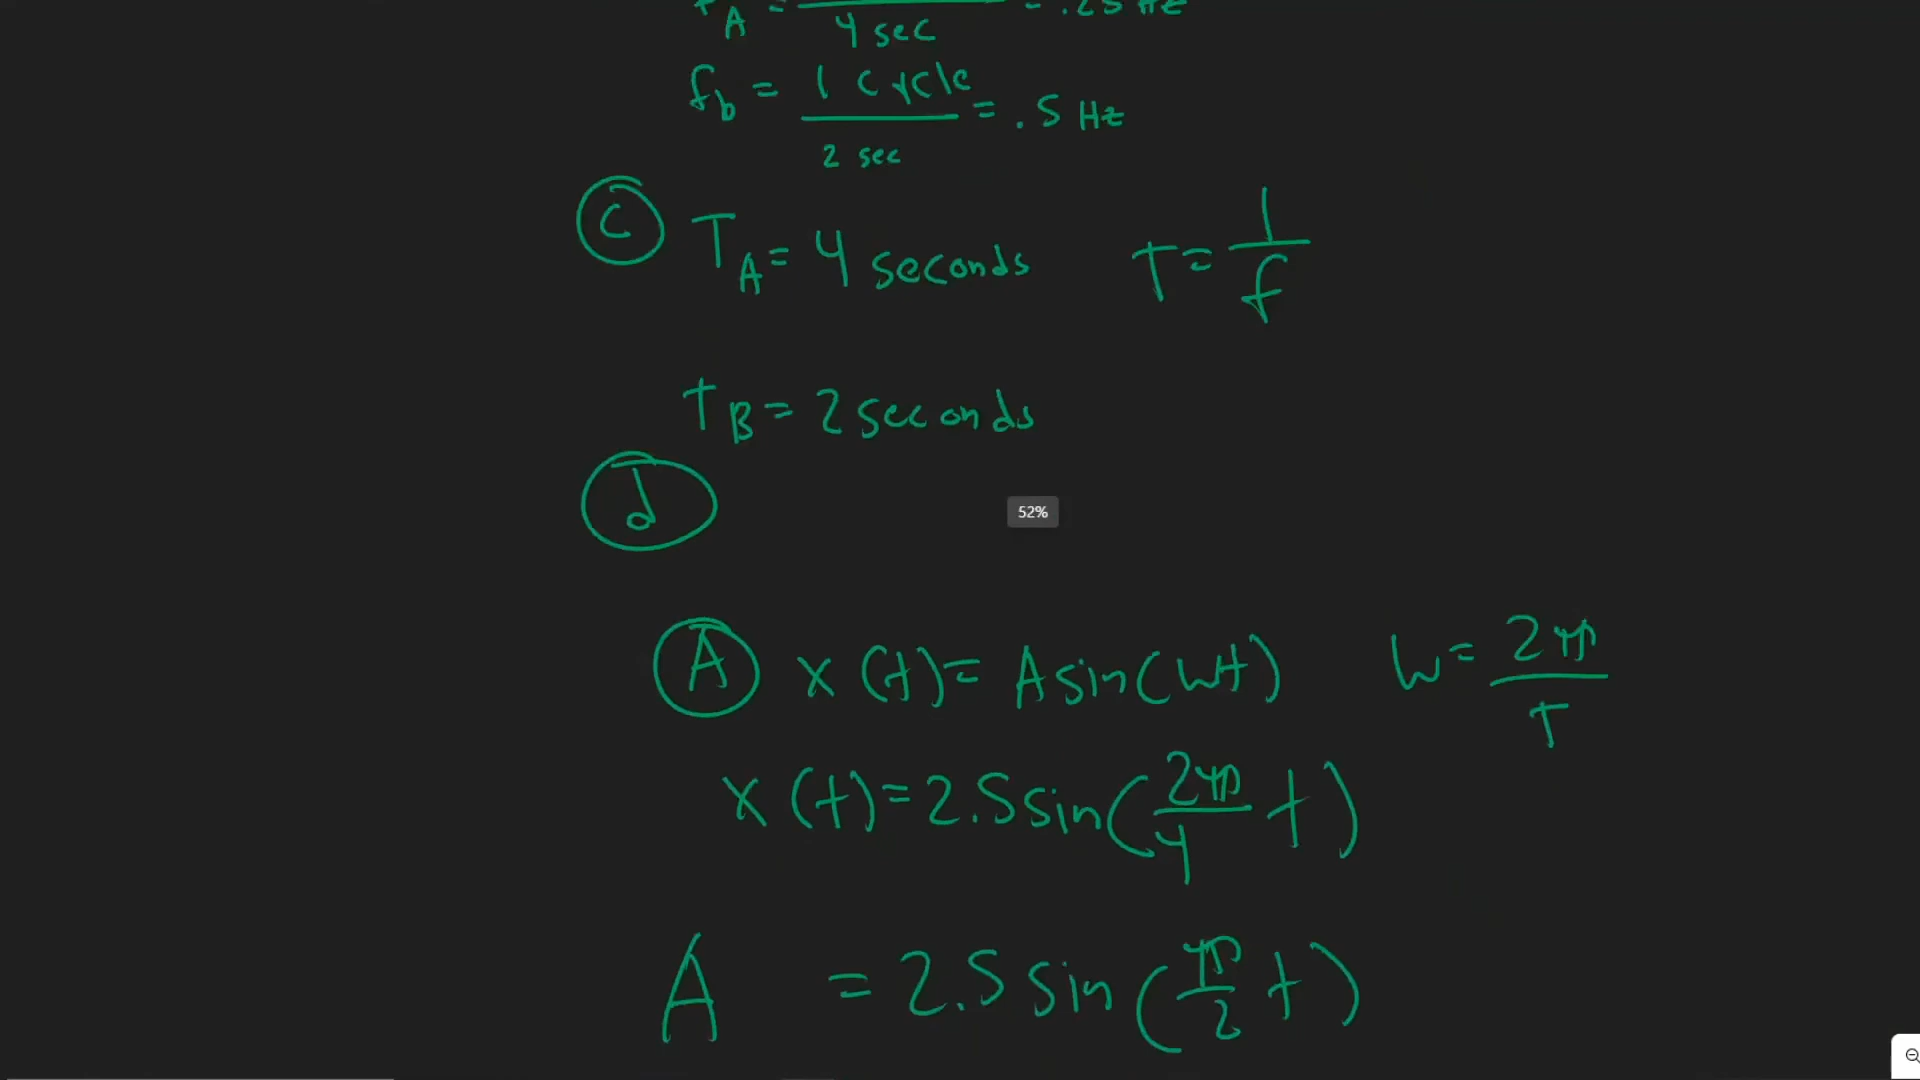 f_A = / 4 sec = .25 Hz
f_b = 1 cycle / 2 sec = .5 Hz
c T_A = 4 seconds T = 1/f
T_B = 2 seconds
d
52%
A x(t) = A sin(wt) w = 2π/T
x(t) = 2.5 sin(2π/4 t)
A = 2.5 sin(π/2 t)